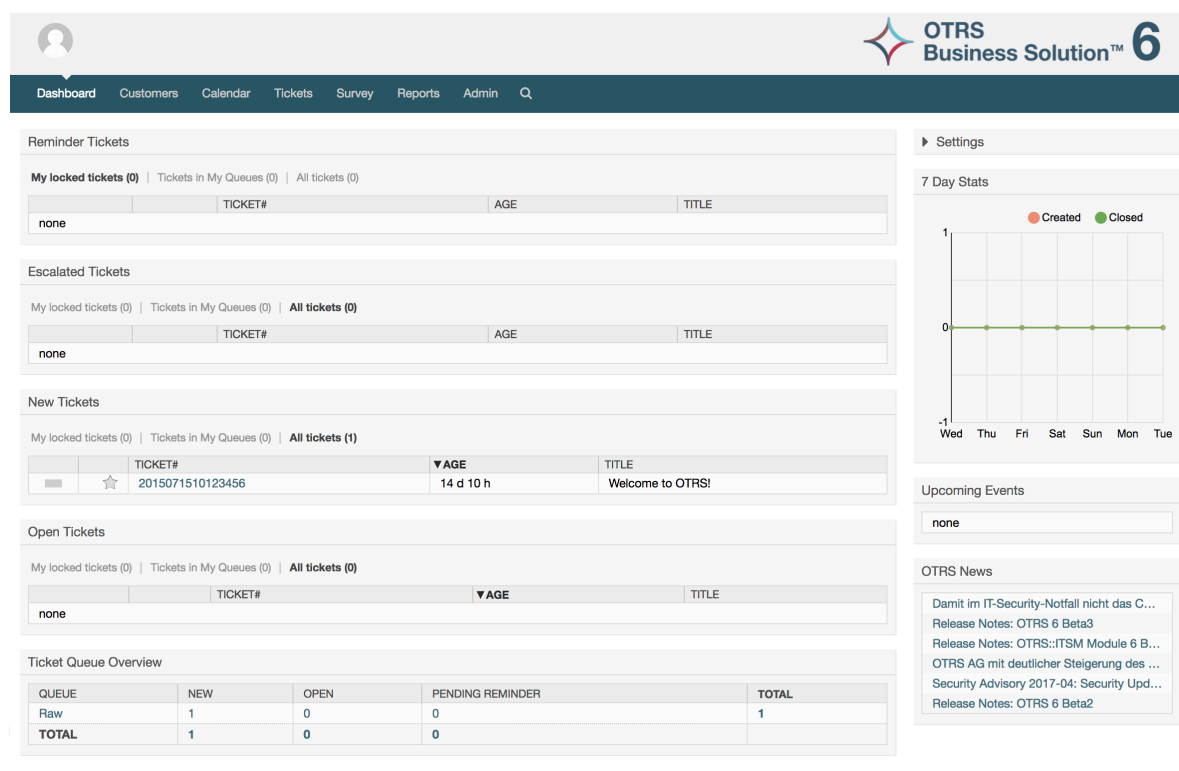 OTRS
Business Solution™ 6
Dashboard Customers Calendar Tickets Survey Reports Admin
Reminder Tickets
My locked tickets (0) | Tickets in My Queues (0) | All tickets (0)
TICKET# AGE TITLE
none
Escalated Tickets
My locked tickets (0) | Tickets in My Queues (0) | All tickets (0)
TICKET# AGE TITLE
none
New Tickets
My locked tickets (0) | Tickets in My Queues (0) | All tickets (1)
TICKET# ▼AGE TITLE
2015071510123456 14 d 10 h Welcome to OTRS!
Open Tickets
My locked tickets (0) | Tickets in My Queues (0) | All tickets (0)
TICKET# ▼AGE TITLE
none
Ticket Queue Overview
QUEUE NEW OPEN PENDING REMINDER TOTAL
Raw 1 0 0 1
TOTAL 1 0 0
Settings
7 Day Stats
Created Closed
1
0
-1
Wed Thu Fri Sat Sun Mon Tue
Upcoming Events
none
OTRS News
Damit im IT-Security-Notfall nicht das C...
Release Notes: OTRS 6 Beta3
Release Notes: OTRS::ITSM Module 6 B...
OTRS AG mit deutlicher Steigerung des ...
Security Advisory 2017-04: Security Upd...
Release Notes: OTRS 6 Beta2